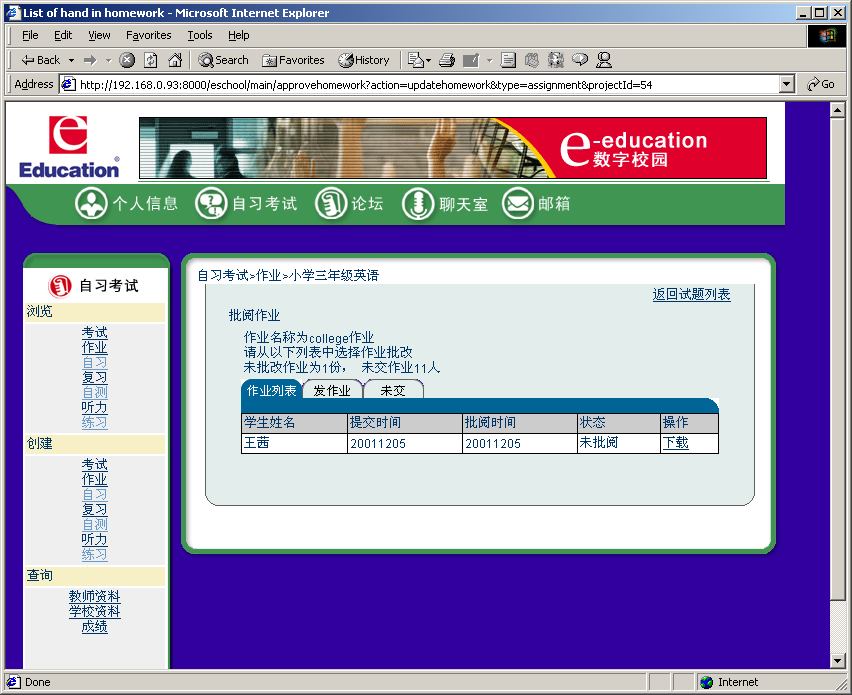 List of hand in homework - Microsoft Internet Explorer
File Edit View Favorites Tools Help
Back Search Favorites History
Address http://192.168.0.93:8000/eschool/main/approvehomework?action=updatehomework&type=assignment&projectId=54 Go
e
Education®
e-education
数字校园
个人信息 自习考试 论坛 聊天室 邮箱
自习考试
浏览
考试
作业
自习
复习
自测
听力
练习
创建
考试
作业
自习
复习
自测
听力
练习
查询
教师资料
学校资料
成绩
自习考试>作业>小学三年级英语
返回试题列表
批阅作业
作业名称为college作业
请从以下列表中选择作业批改
未批改作业为1份， 未交作业11人
作业列表 发作业 未交
学生姓名 提交时间 批阅时间 状态 操作
王茜 20011205 20011205 未批阅 下载
Done Internet